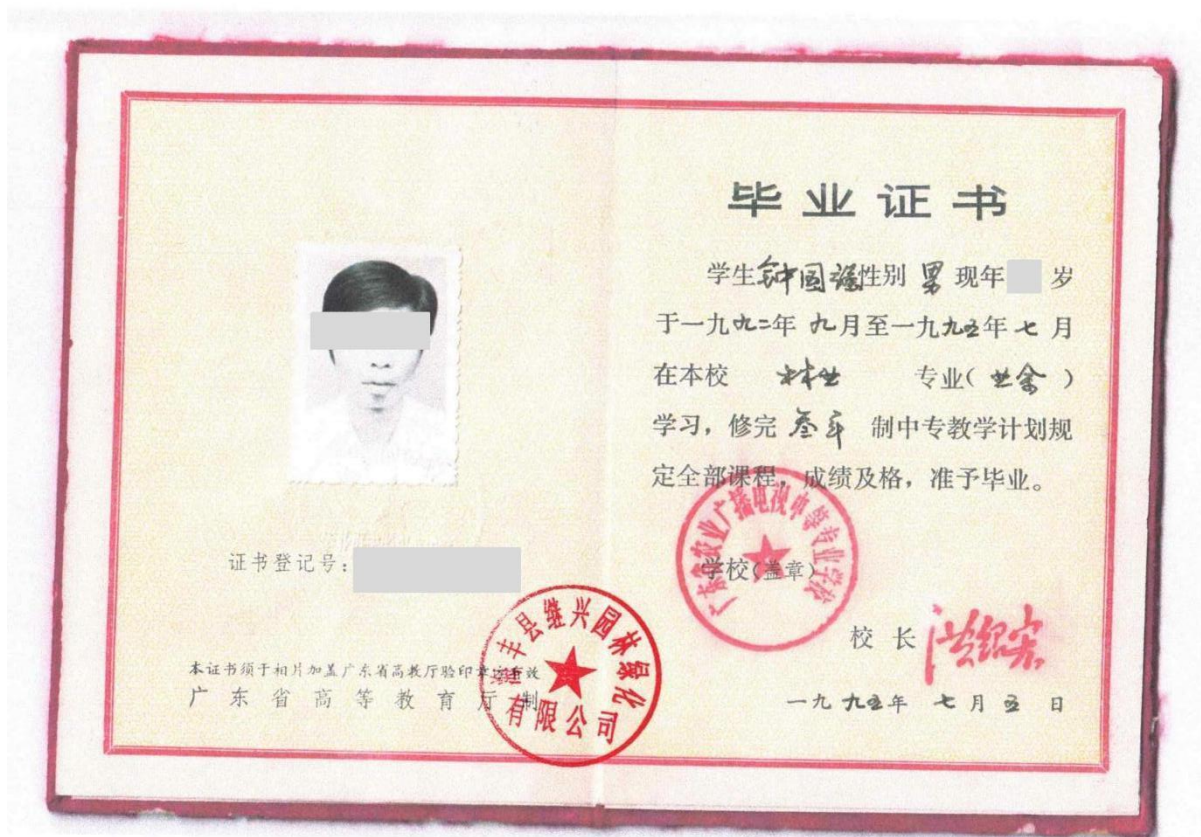 证书登记号:
本证书须于相片加盖广东省高教厅验印章方有效
广东省高等教育厅制
丰县继兴园林绿化
有限公司
毕业证书
学生钟国强性别 男 现年 岁
于一九九二年九月至一九九五年七月
在本校 林业 专业(业余)
学习,修完 叁年 制中专教学计划规
定全部课程,成绩及格,准予毕业。
广东省农业广播电视中等专业学校
学校(盖章)
校长
一九九五年 七月 五 日